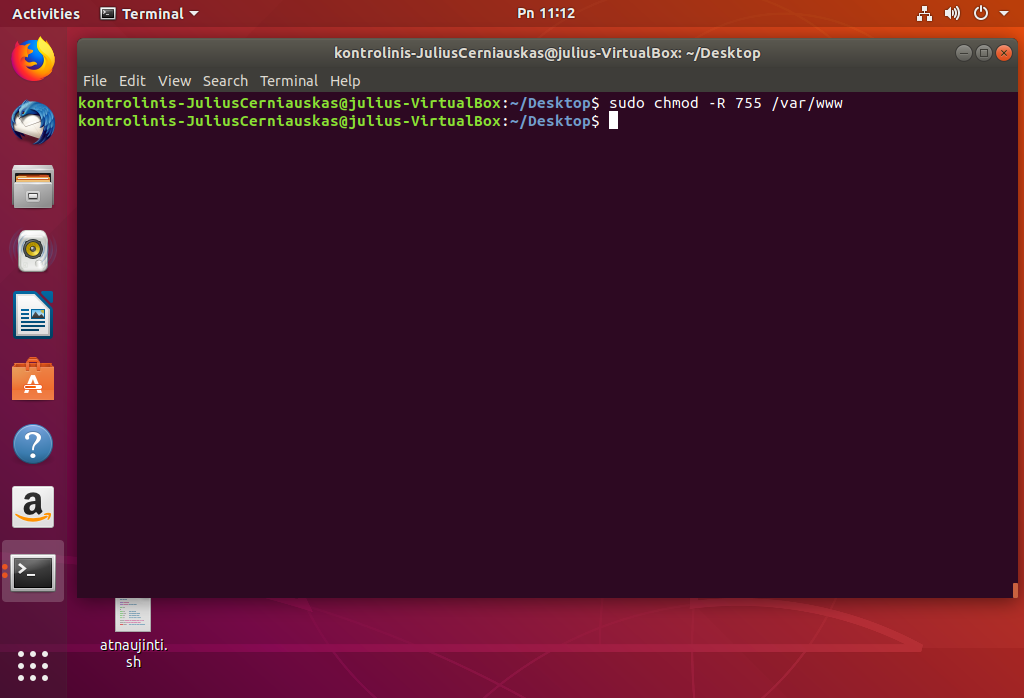 Activities Terminal Pn 11:12
kontrolinis-JuliusCerniauskas@julius-VirtualBox: ~/Desktop
File Edit View Search Terminal Help
kontrolinis-JuliusCerniauskas@julius-VirtualBox:~/Desktop$ sudo chmod -R 755 /var/www
kontrolinis-JuliusCerniauskas@julius-VirtualBox:~/Desktop$
atnaujinti.
sh